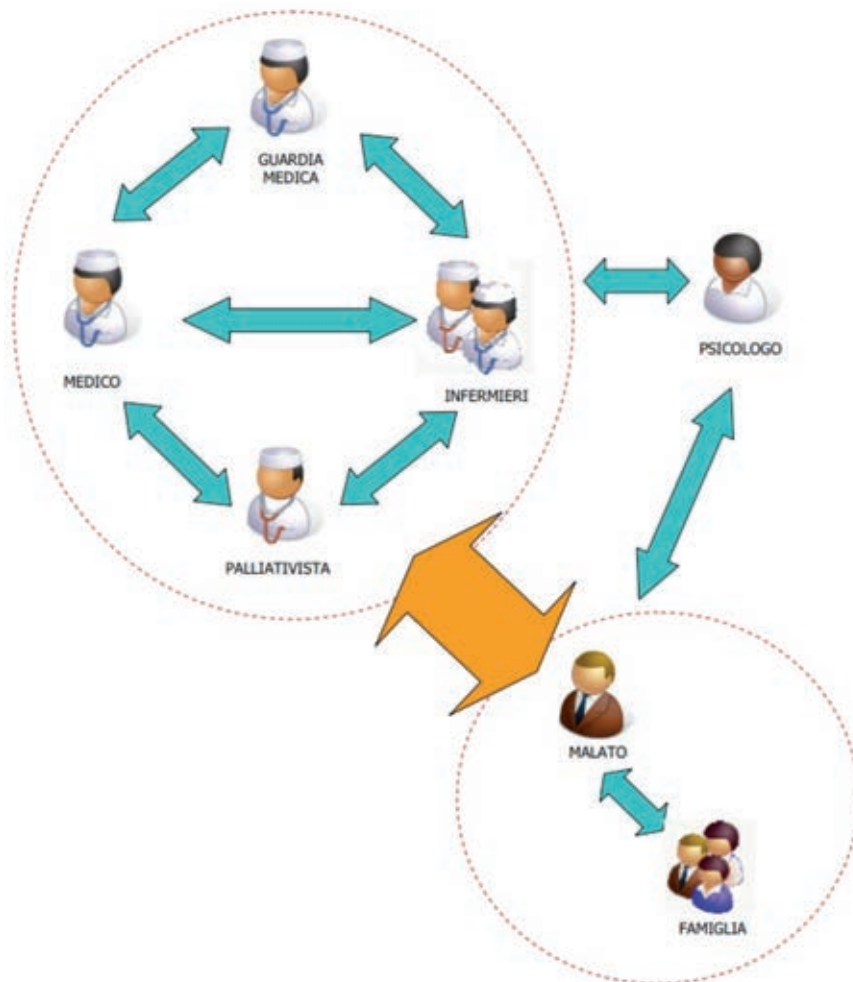 GUARDIA
MEDICA
MEDICO
INFERMIERI
PSICOLOGO
PALLIATIVISTA
MALATO
FAMIGLIA